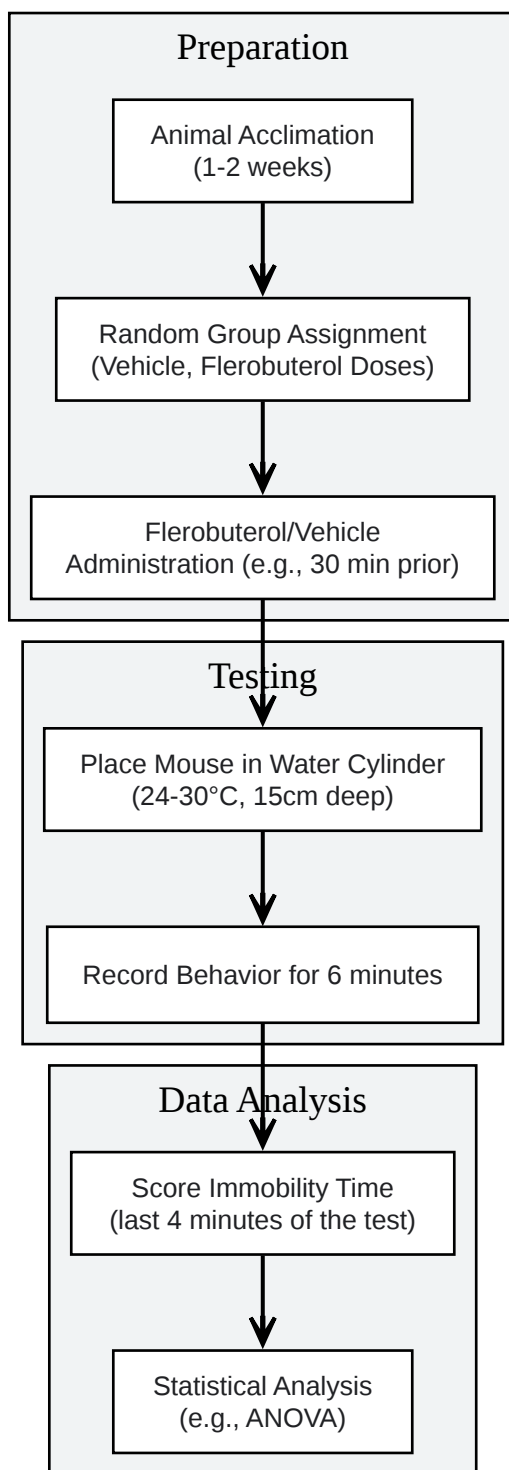 Preparation
Animal Acclimation
(1-2 weeks)
Random Group Assignment
(Vehicle, Flerobuterol Doses)
Flerobuterol/Vehicle
Administration (e.g., 30 min prior)
Testing
Place Mouse in Water Cylinder
(24-30°C, 15cm deep)
Record Behavior for 6 minutes
Data Analysis
Score Immobility Time
(last 4 minutes of the test)
Statistical Analysis
(e.g., ANOVA)